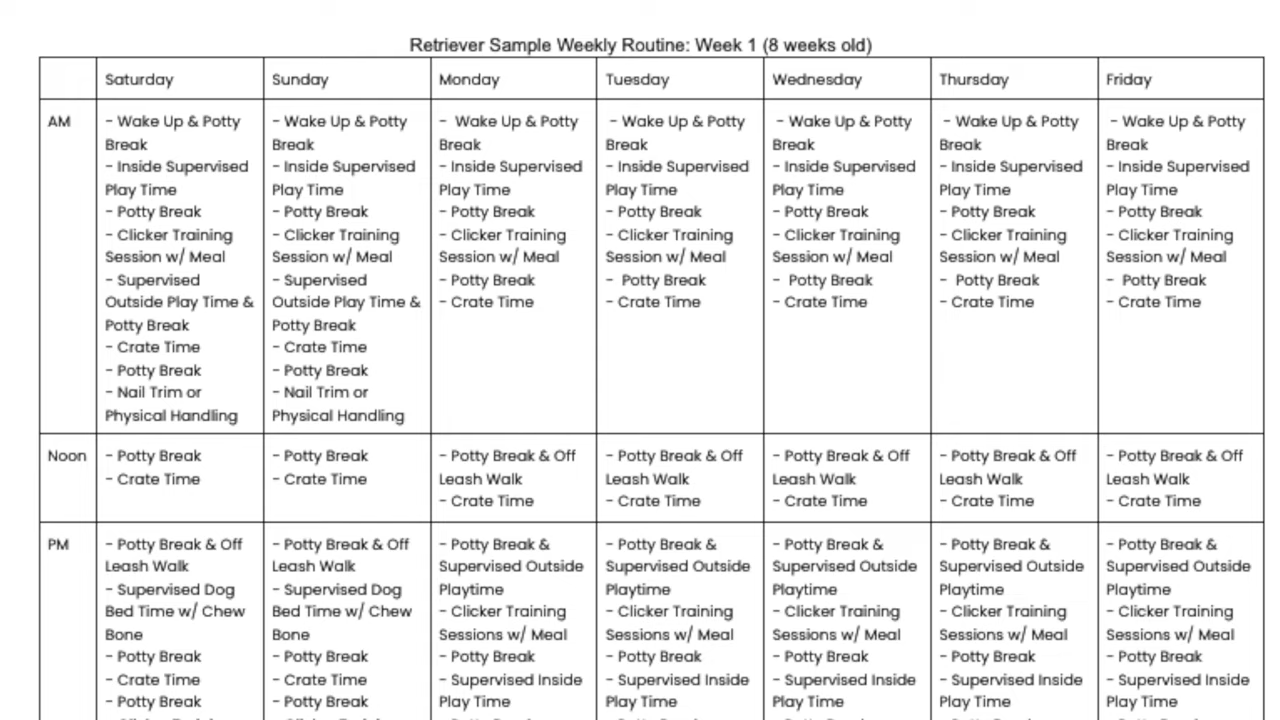 Retriever Sample Weekly Routine: Week 1 (8 weeks old)
Saturday Sunday Monday Tuesday Wednesday Thursday Friday
AM
- Wake Up & Potty
Break
- Inside Supervised
Play Time
- Potty Break
- Clicker Training
Session w/ Meal
- Supervised
Outside Play Time &
Potty Break
- Crate Time
- Potty Break
- Nail Trim or
Physical Handling
- Wake Up & Potty
Break
- Inside Supervised
Play Time
- Potty Break
- Clicker Training
Session w/ Meal
- Supervised
Outside Play Time &
Potty Break
- Crate Time
- Potty Break
- Nail Trim or
Physical Handling
- Wake Up & Potty
Break
- Inside Supervised
Play Time
- Potty Break
- Clicker Training
Session w/ Meal
- Potty Break
- Crate Time
- Wake Up & Potty
Break
- Inside Supervised
Play Time
- Potty Break
- Clicker Training
Session w/ Meal
- Potty Break
- Crate Time
- Wake Up & Potty
Break
- Inside Supervised
Play Time
- Potty Break
- Clicker Training
Session w/ Meal
- Potty Break
- Crate Time
- Wake Up & Potty
Break
- Inside Supervised
Play Time
- Potty Break
- Clicker Training
Session w/ Meal
- Potty Break
- Crate Time
- Wake Up & Potty
Break
- Inside Supervised
Play Time
- Potty Break
- Clicker Training
Session w/ Meal
- Potty Break
- Crate Time
Noon
- Potty Break
- Crate Time
- Potty Break
- Crate Time
- Potty Break & Off
Leash Walk
- Crate Time
- Potty Break & Off
Leash Walk
- Crate Time
- Potty Break & Off
Leash Walk
- Crate Time
- Potty Break & Off
Leash Walk
- Crate Time
- Potty Break & Off
Leash Walk
- Crate Time
PM
- Potty Break & Off
Leash Walk
- Supervised Dog
Bed Time w/ Chew
Bone
- Potty Break
- Crate Time
- Potty Break
- Potty Break & Off
Leash Walk
- Supervised Dog
Bed Time w/ Chew
Bone
- Potty Break
- Crate Time
- Potty Break
- Potty Break &
Supervised Outside
Playtime
- Clicker Training
Sessions w/ Meal
- Potty Break
- Supervised Inside
Play Time
- Potty Break &
Supervised Outside
Playtime
- Clicker Training
Sessions w/ Meal
- Potty Break
- Supervised Inside
Play Time
- Potty Break &
Supervised Outside
Playtime
- Clicker Training
Sessions w/ Meal
- Potty Break
- Supervised Inside
Play Time
- Potty Break &
Supervised Outside
Playtime
- Clicker Training
Sessions w/ Meal
- Potty Break
- Supervised Inside
Play Time
- Potty Break &
Supervised Outside
Playtime
- Clicker Training
Sessions w/ Meal
- Potty Break
- Supervised Inside
Play Time